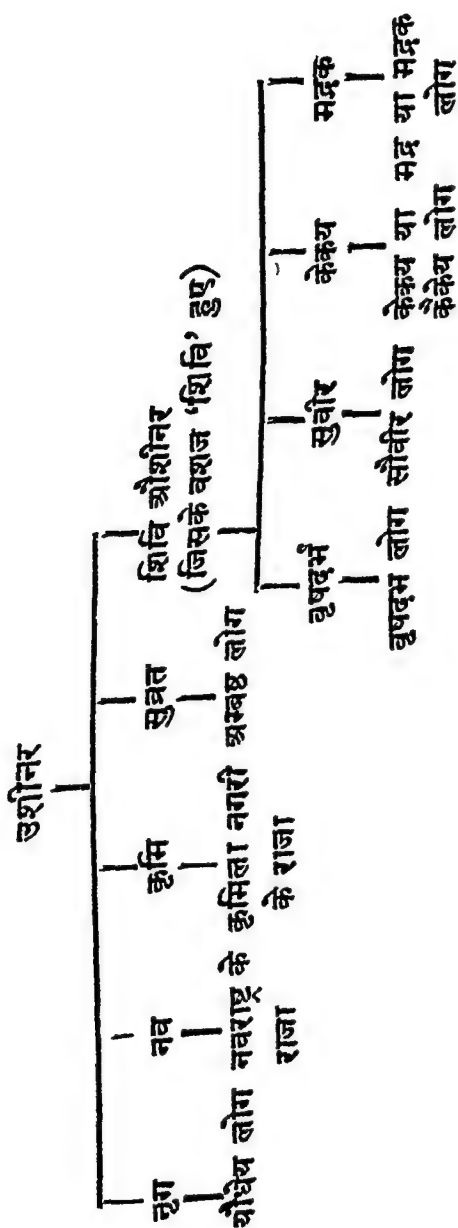 उशीनर
नृग नव कृमि सुव्रत शिवि औशीनर
(जिसके वशज 'शिवि' हुए)
यौधेय लोग नवराष्ट्र के कृमिला नगरी अम्बष्ठ लोग
राजा के राजा
वृषदर्भ सुवीर केकय मद्रक
वृषदर्भ लोग सौवीर लोग केकय या मद्र या मद्रक
कैकेय लोग लोग